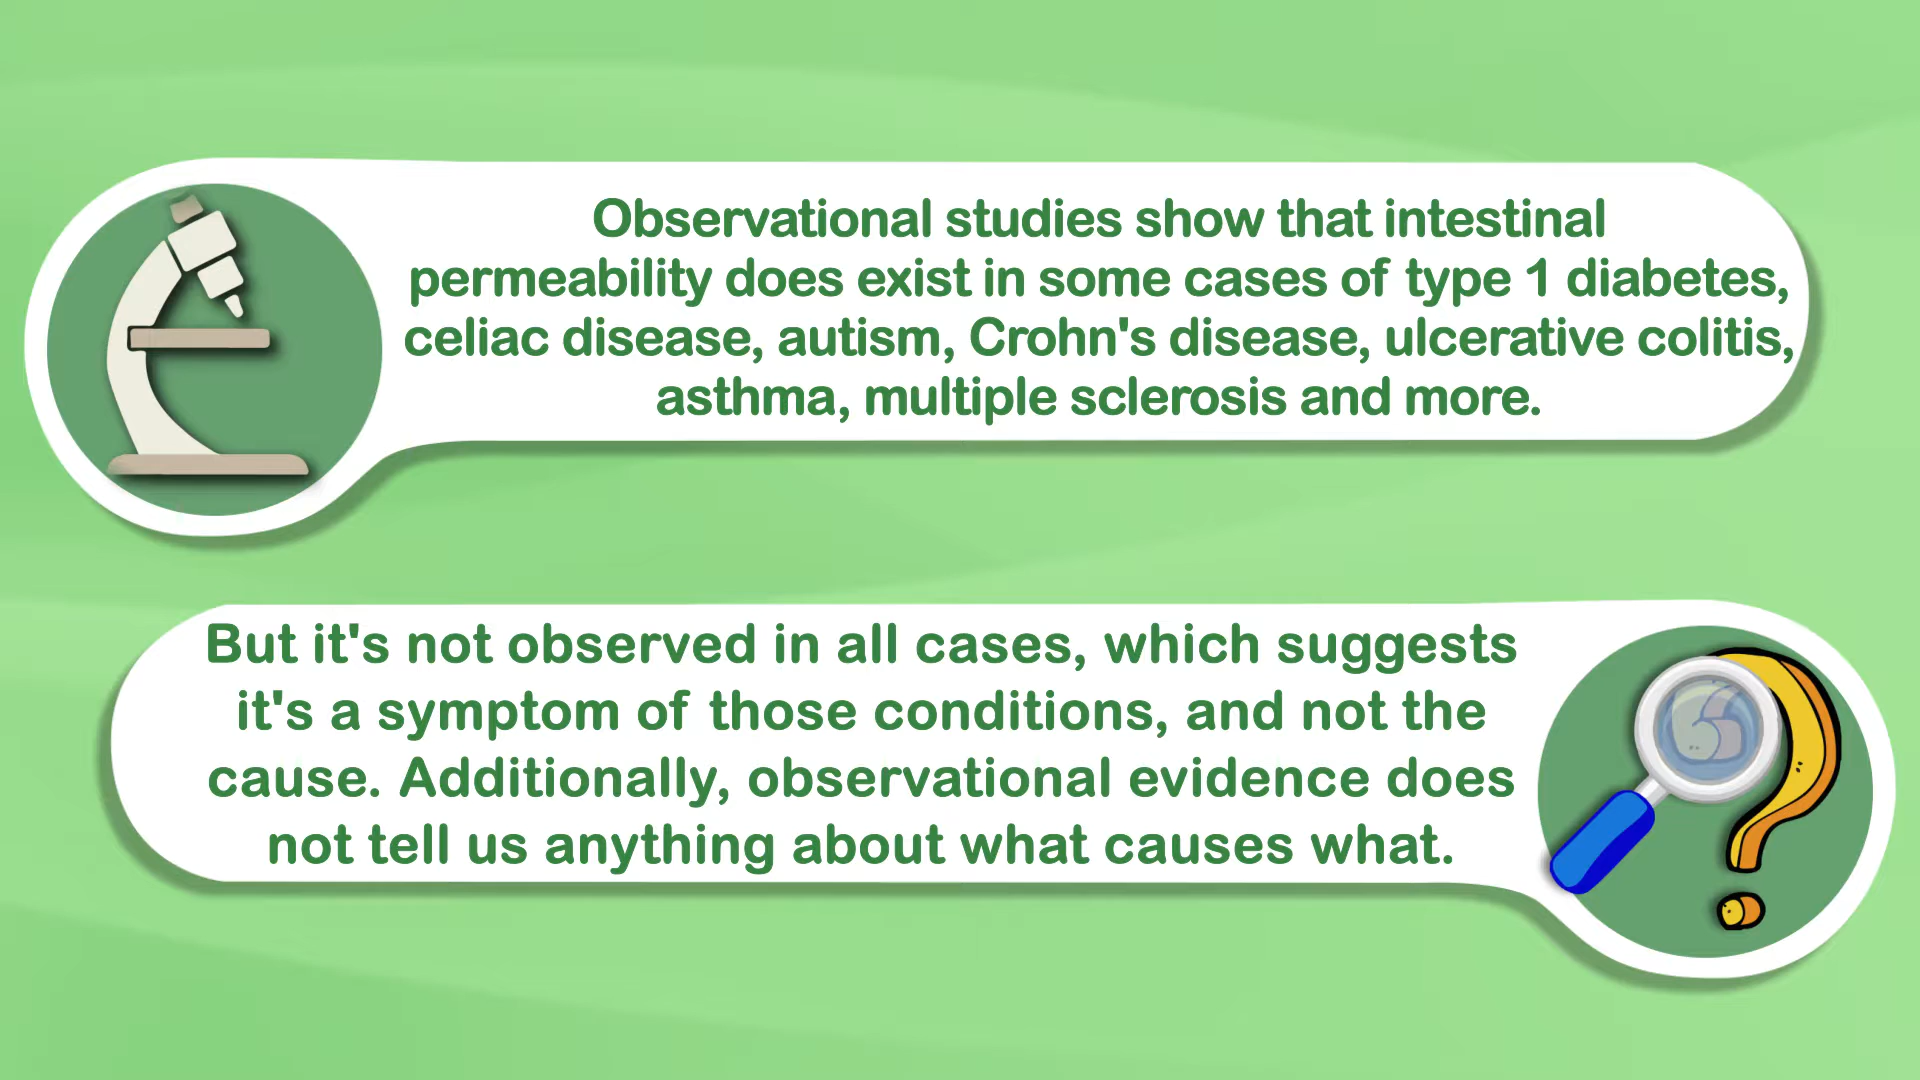 Observational studies show that intestinal
permeability does exist in some cases of type 1 diabetes,
celiac disease, autism, Crohn's disease, ulcerative colitis,
asthma, multiple sclerosis and more.
But it's not observed in all cases, which suggests
it's a symptom of those conditions, and not the
cause. Additionally, observational evidence does
not tell us anything about what causes what.